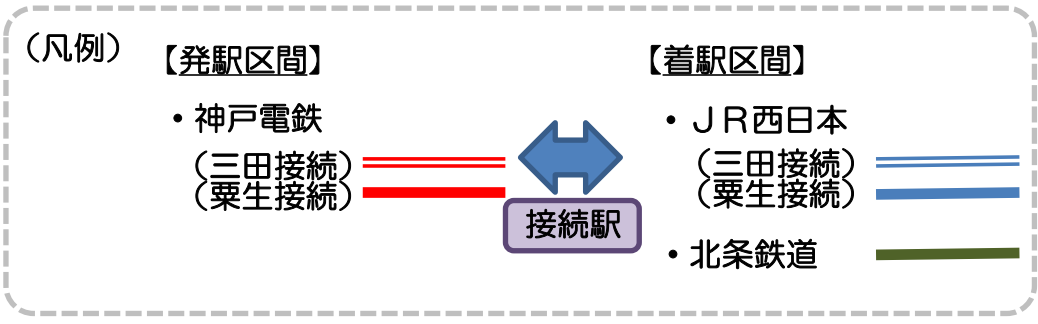 （凡例）
【発駅区間】
・神戸電鉄
（三田接続）
（粟生接続）
接続駅
【着駅区間】
・ＪＲ西日本
（三田接続）
（粟生接続）
・北条鉄道